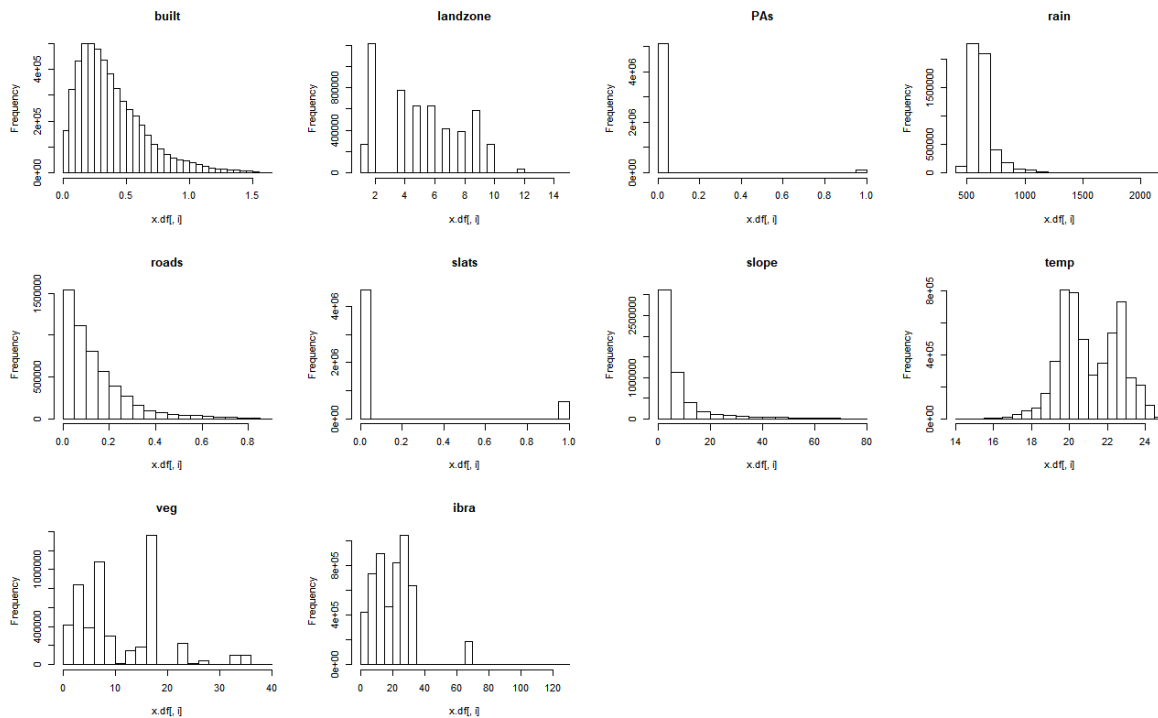 built
Frequency
0e+00 2e+05 4e+05
0.0 0.5 1.0 1.5
x.df[, i]
landzone
Frequency
0 400000 800000
2 4 6 8 10 12 14
x.df[, i]
PAs
Frequency
0e+00 2e+06 4e+06
0.0 0.2 0.4 0.6 0.8 1.0
x.df[, i]
rain
Frequency
0 500000 1500000
500 1000 1500 2000
x.df[, i]
roads
Frequency
0 500000 1500000
0.0 0.2 0.4 0.6 0.8
x.df[, i]
slats
Frequency
0e+00 2e+06 4e+06
0.0 0.2 0.4 0.6 0.8 1.0
x.df[, i]
slope
Frequency
0 1000000 2500000
0 20 40 60 80
x.df[, i]
temp
Frequency
0e+00 4e+05 8e+05
14 16 18 20 22 24
x.df[, i]
veg
Frequency
0 400000 1000000
0 10 20 30 40
x.df[, i]
ibra
Frequency
0e+00 4e+05 8e+05
0 20 40 60 80 100 120
x.df[, i]